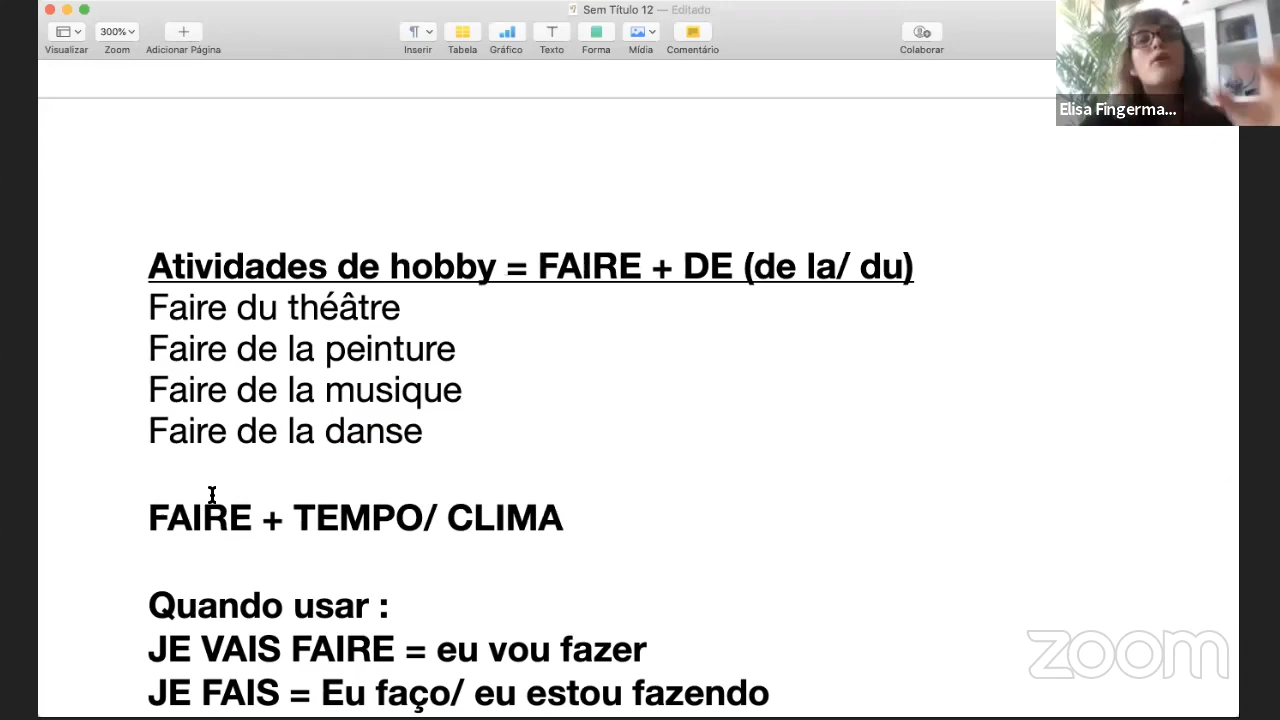 Sem Título 12 — Editado
300%
Visualizar Zoom Adicionar Página Inserir Tabela Gráfico Texto Forma Mídia Comentário Colaborar
Elisa Fingerma...
Atividades de hobby = FAIRE + DE (de la/ du)
Faire du théâtre
Faire de la peinture
Faire de la musique
Faire de la danse
FAIRE + TEMPO/ CLIMA
Quando usar :
JE VAIS FAIRE = eu vou fazer
JE FAIS = Eu faço/ eu estou fazendo
zoom